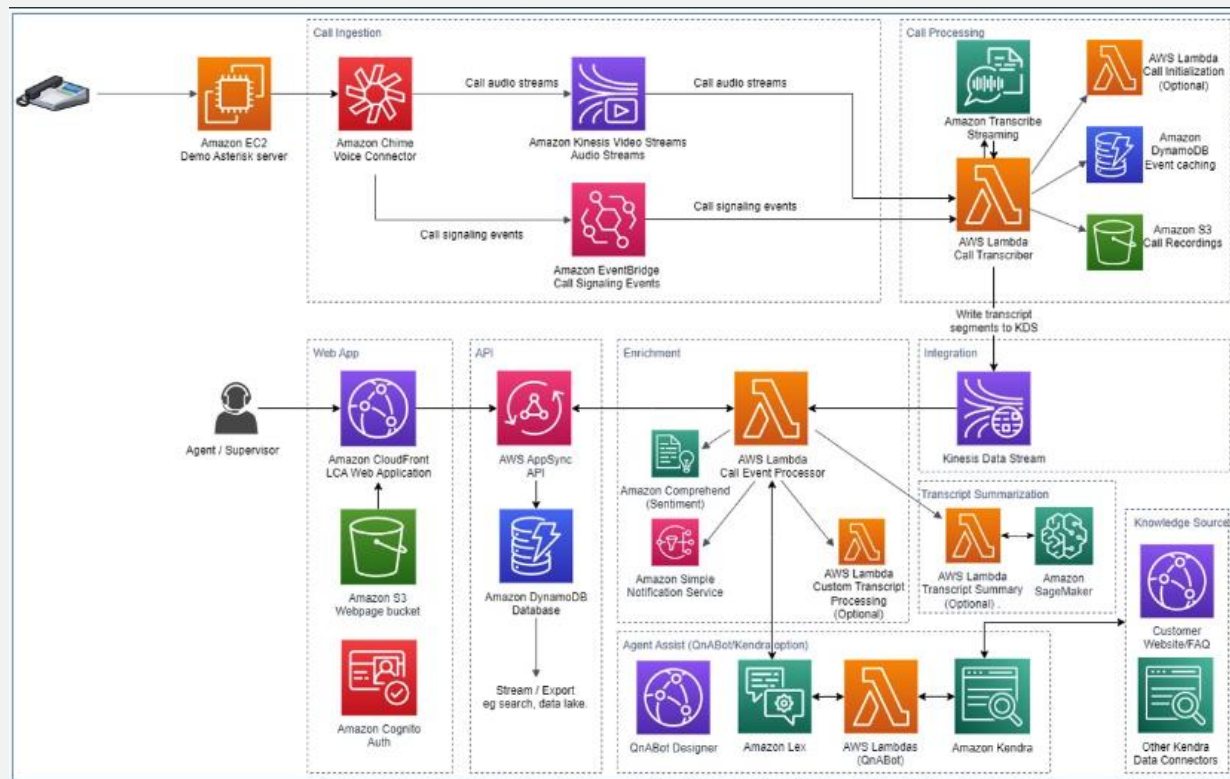 Call Ingestion
Call Processing
Amazon EC2
Demo Asterisk server
Amazon Chime
Voice Connector
Call audio streams
Amazon Kinesis Video Streams
Audio Streams
Call audio streams
Call signaling events
Amazon EventBridge
Call Signaling Events
Call signaling events
Amazon Transcribe
Streaming
AWS Lambda
Call Transcriber
AWS Lambda
Call Initialization
(Optional)
Amazon
DynamoDB
Event caching
Amazon S3
Call Recordings
Write transcript
segments to KDS
Web App
API
Enrichment
Integration
Agent / Supervisor
Amazon CloudFront
LCA Web Application
AWS AppSync
API
AWS Lambda
Call Event Processor
Kinesis Data Stream
Amazon Comprehend
(Sentiment)
Amazon Simple
Notification Service
AWS Lambda
Custom Transcript
Processing
(Optional)
Transcript Summarization
AWS Lambda
Transcript Summary
(Optional) .
Amazon
SageMaker
Knowledge Source
Customer
Website/FAQ
Other Kendra
Data Connectors
Amazon S3
Webpage bucket
Amazon DynamoDB
Database
Amazon Cognito
Auth
Stream / Export
eg search, data lake.
Agent Assist (QnABot/Kendra option)
QnABot Designer
Amazon Lex
AWS Lambdas
(QnABot)
Amazon Kendra